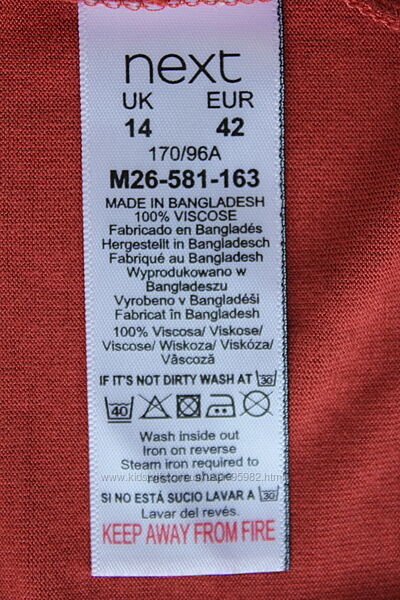 next
UK EUR
14 42
170/96A
M26-581-163
MADE IN BANGLADESH
100% VISCOSE
Fabricado en Bangladés
Hergestellt in Bangladesch
Fabriqué au Bangladesh
Wyprodukowano w
Bangladeszu
Vyrobeno v Bangladéši
Fabricat în Bangladesh
100% Viscosa/ Viskose/
Viscose/ Wiskoza/ Viskóza/
Vâscoză
IF IT'S NOT DIRTY WASH AT 30
40
Wash inside out
Iron on reverse
Steam iron required to
restore shape
SI NO ESTÁ SUCIO LAVAR A 30
Lavar del revés.
KEEP AWAY FROM FIRE